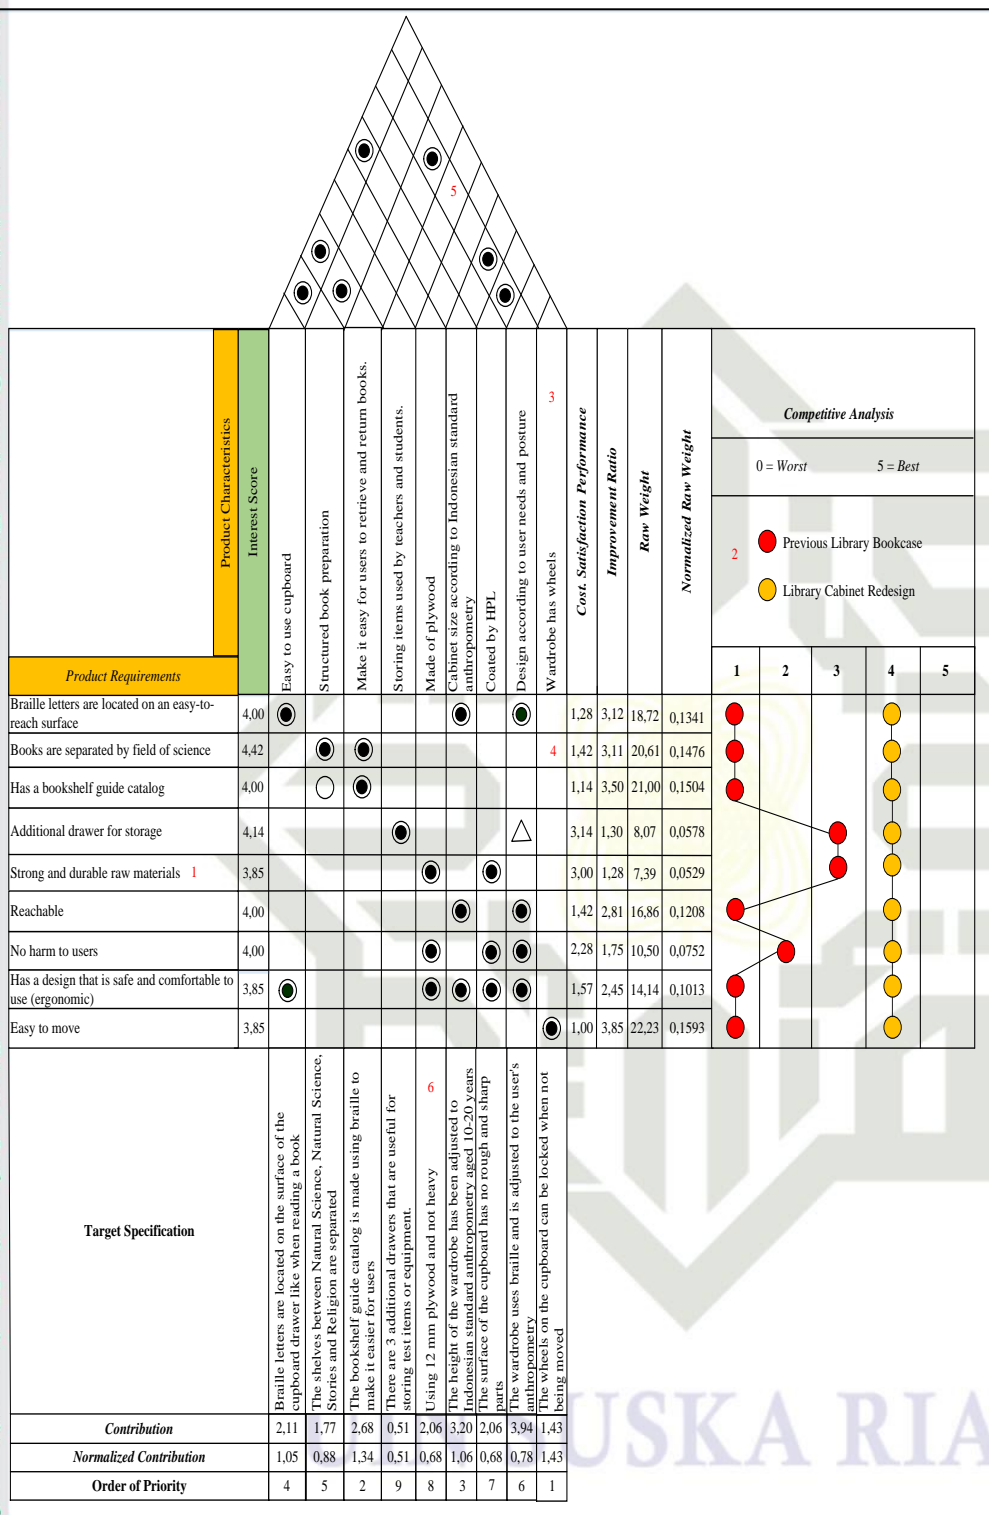 5
Product Characteristics
Interest Score
Easy to use cupboard
Structured book preparation
Make it easy for users to retrieve and return books.
Storing items used by teachers and students.
Made of plywood
Cabinet size according to Indonesian standard
anthropometry
Coated by HPL
Design according to user needs and posture
Wardrobe has wheels
3
Cost. Satisfaction Performance
Improvement Ratio
Raw Weight
Normalized Raw Weight
Competitive Analysis
0 = Worst 5 = Best
2
Previous Library Bookcase
Library Cabinet Redesign
Product Requirements
1 2 3 4 5
Braille letters are located on an easy-to-
reach surface
4,00 1,28 3,12 18,72 0,1341
Books are separated by field of science 4,42 4 1,42 3,11 20,61 0,1476
Has a bookshelf guide catalog 4,00 1,14 3,50 21,00 0,1504
Additional drawer for storage 4,14 3,14 1,30 8,07 0,0578
Strong and durable raw materials 1 3,85 3,00 1,28 7,39 0,0529
Reachable 4,00 1,42 2,81 16,86 0,1208
No harm to users 4,00 2,28 1,75 10,50 0,0752
Has a design that is safe and comfortable to
use (ergonomic)
3,85 1,57 2,45 14,14 0,1013
Easy to move 3,85 1,00 3,85 22,23 0,1593
Target Specification
Braille letters are located on the surface of the
cupboard drawer like when reading a book
The shelves between Natural Science, Natural Science,
Stories and Religion are separated
The bookshelf guide catalog is made using braille to
make it easier for users
There are 3 additional drawers that are useful for
storing test items or equipment.
6
Using 12 mm plywood and not heavy
The height of the wardrobe has been adjusted to
Indonesian standard anthropometry aged 10-20 years
The surface of the cupboard has no rough and sharp
parts
The wardrobe uses braille and is adjusted to the user's
anthropometry
The wheels on the cupboard can be locked when not
being moved
Contribution 2,11 1,77 2,68 0,51 2,06 3,20 2,06 3,94 1,43
Normalized Contribution 1,05 0,88 1,34 0,51 0,68 1,06 0,68 0,78 1,43
Order of Priority 4 5 2 9 8 3 7 6 1
UIN SUSKA RIA